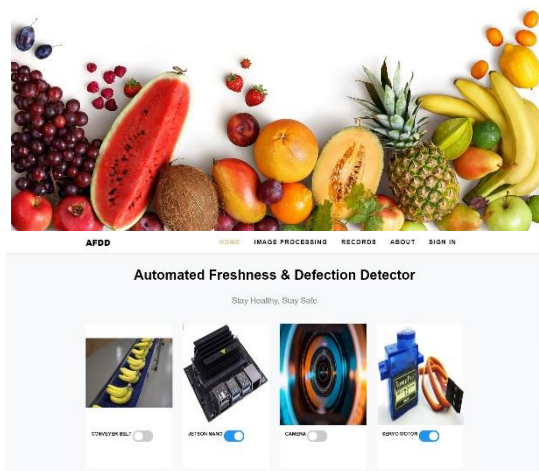 AFDD
HOME IMAGE PROCESSING RECORDS ABOUT SIGN IN
Automated Freshness & Defection Detector
Stay Healthy, Stay Safe
CONVEYER BELT JETSON NANO CAMERA SERVO MOTOR